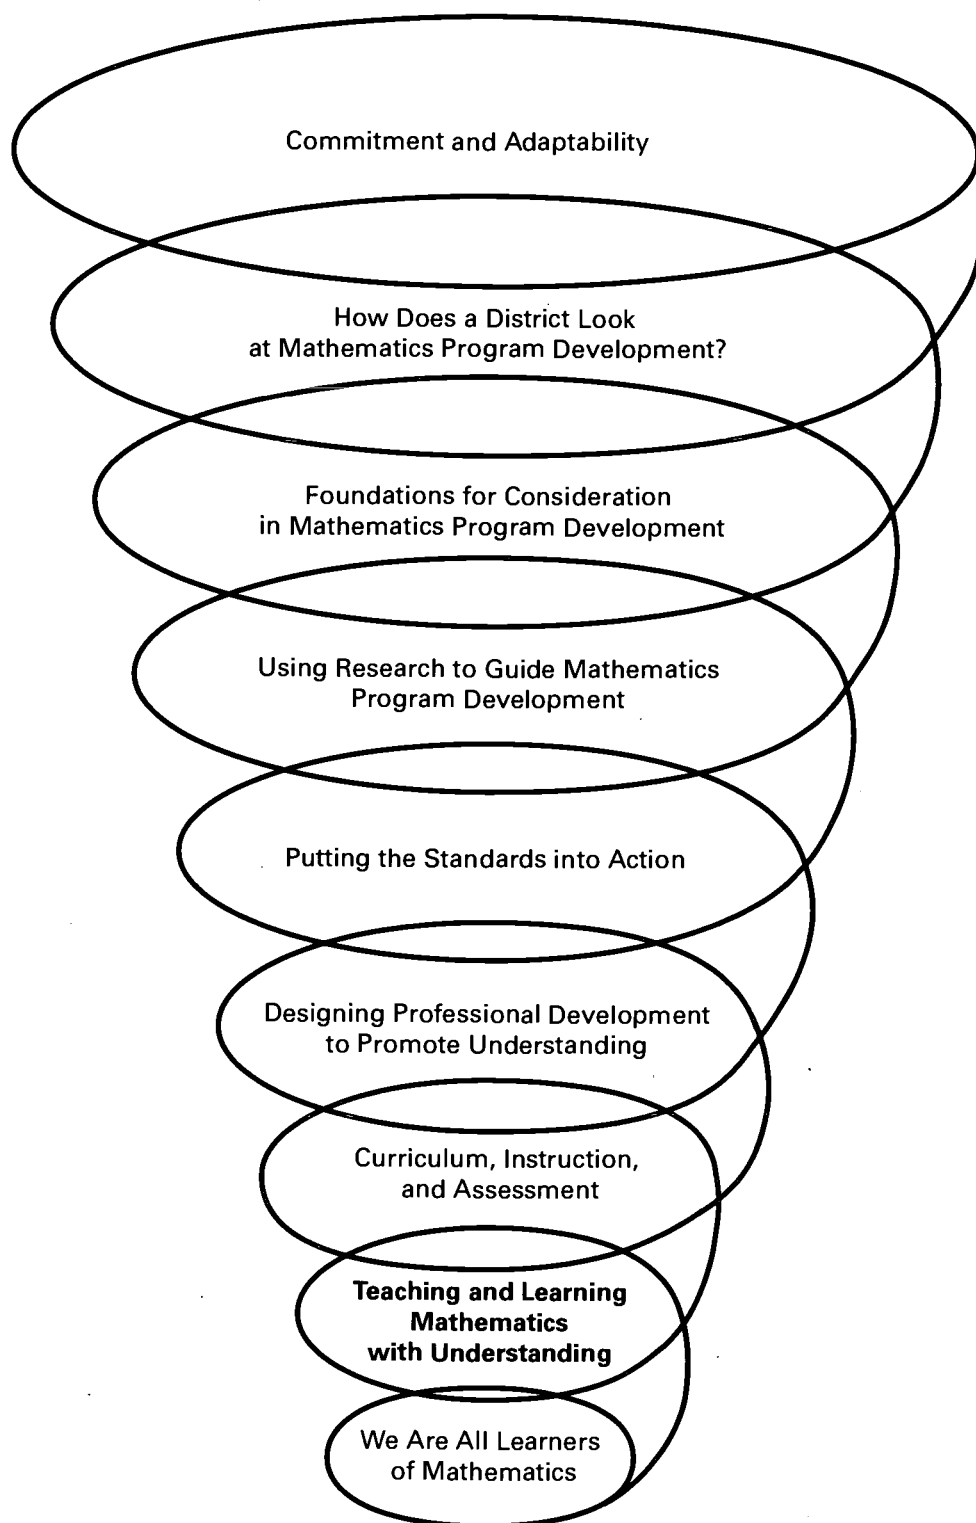 Commitment and Adaptability
How Does a District Look
at Mathematics Program Development?
Foundations for Consideration
in Mathematics Program Development
Using Research to Guide Mathematics
Program Development
Putting the Standards into Action
Designing Professional Development
to Promote Understanding
Curriculum, Instruction,
and Assessment
Teaching and Learning
Mathematics
with Understanding
We Are All Learners
of Mathematics